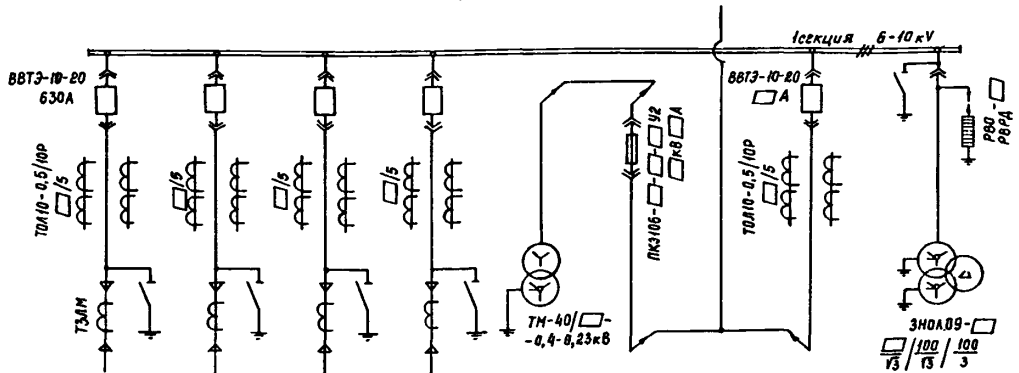 1секция 6-10 кV
ВВТЭ-10-20
630А
ВВТЭ-10-20
□ А
РВО
РВРД - □
ТОЛ10-0,5/10Р
□/5
□/5
□/5
□/5
ПКЭ106-□-□-□У2
□кВ □А
ТОЛ10-0,5/10Р
□/5
ТЗЛМ
ТМ-40/□-
-0,4-0,23кВ
ЗНОЛ.09-□
□/√3 / 100/√3 / 100/3